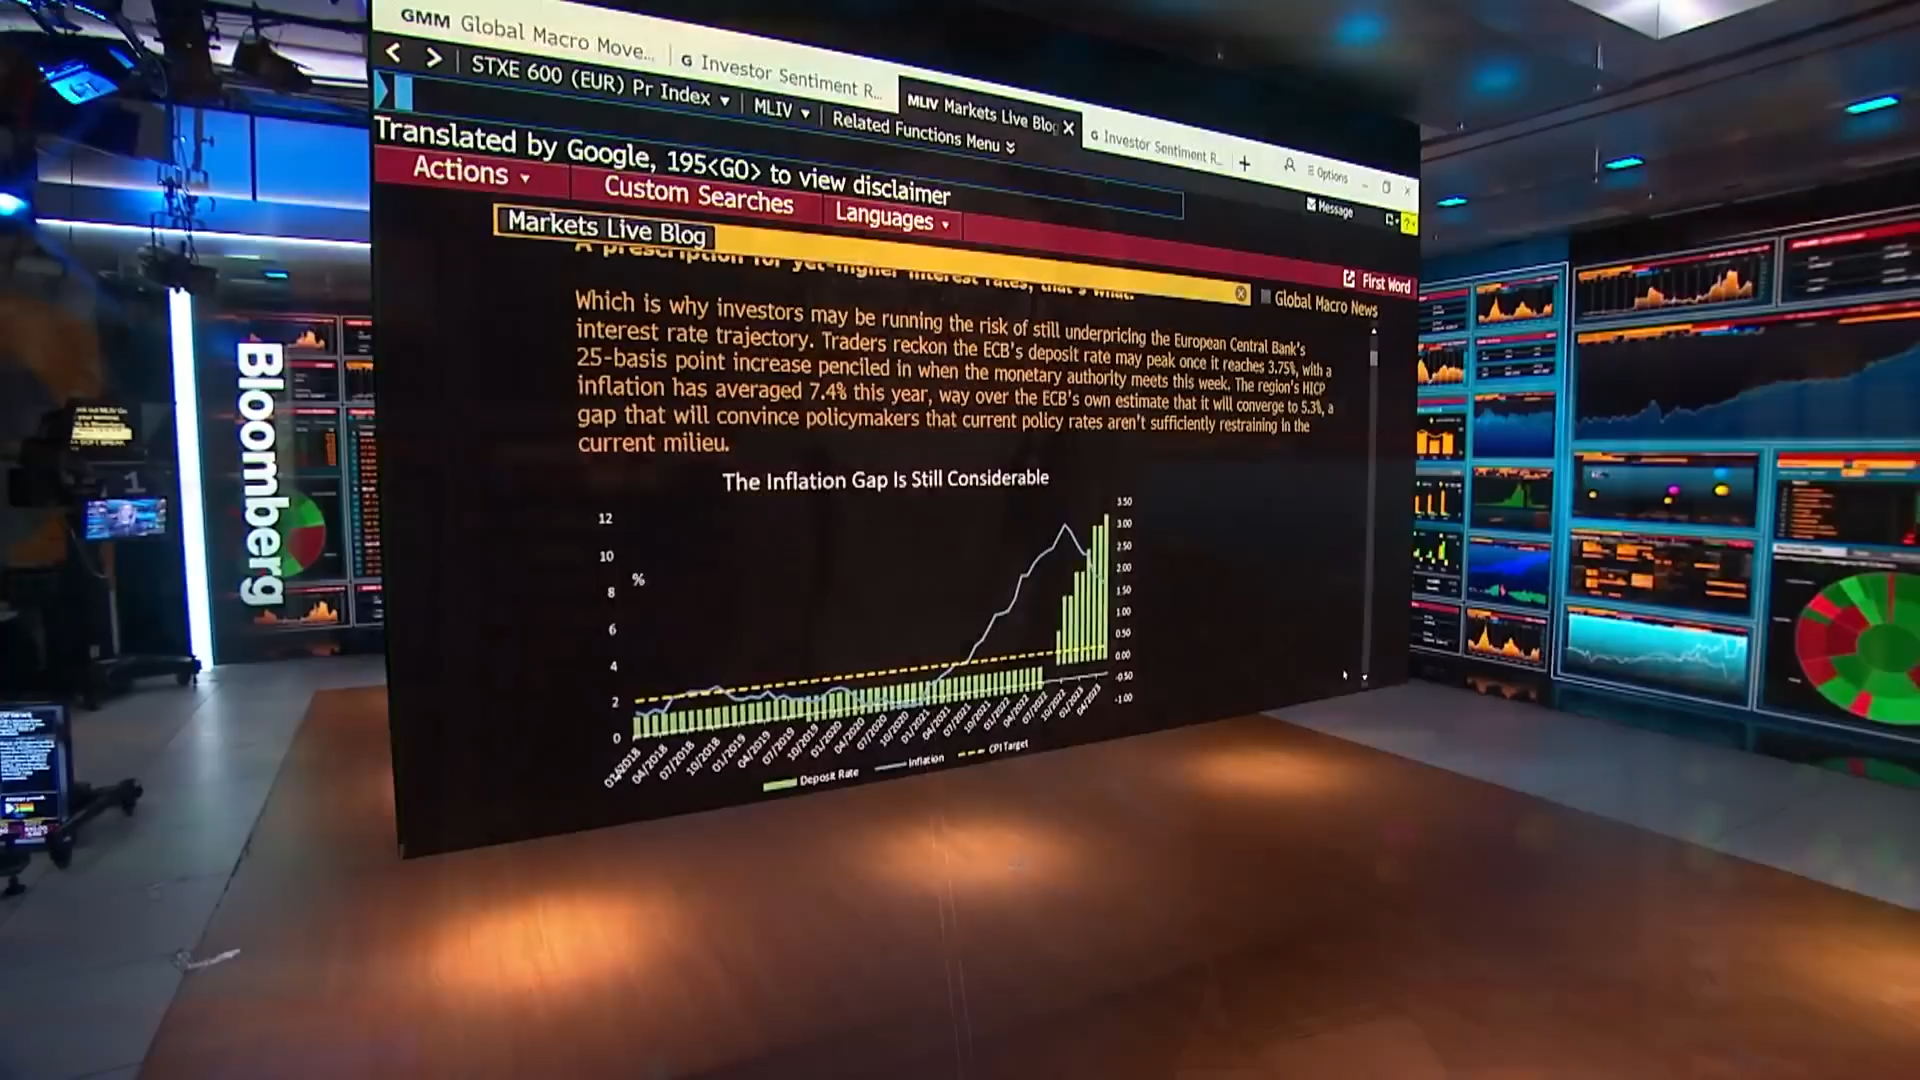 GMM Global Macro Move...
G Investor Sentiment R...
MLIV Markets Live Blog
G Investor Sentiment R...
Options
STXE 600 (EUR) Pr Index
MLIV
Related Functions Menu
Message
Translated by Google, 195<GO> to view disclaimer
Actions
Custom Searches
Languages
First Word
Markets Live Blog
Global Macro News
A prescription for yet-higher interest rates, that's what.
Which is why investors may be running the risk of still underpricing the European Central Bank's
interest rate trajectory. Traders reckon the ECB's deposit rate may peak once it reaches 3.75%, with a
25-basis point increase penciled in when the monetary authority meets this week. The region's HICP
inflation has averaged 7.4% this year, way over the ECB's own estimate that it will converge to 5.3%, a
gap that will convince policymakers that current policy rates aren't sufficiently restraining in the
current milieu.
The Inflation Gap Is Still Considerable
%
12
10
8
6
4
2
0
3.50
3.00
2.50
2.00
1.50
1.00
0.50
0.00
-0.50
-1.00
01/2018
04/2018
07/2018
10/2018
01/2019
04/2019
07/2019
10/2019
01/2020
04/2020
07/2020
10/2020
01/2021
04/2021
07/2021
10/2021
01/2022
04/2022
07/2022
10/2022
01/2023
04/2023
Deposit Rate
Inflation
CPI Target
Bloomberg
1